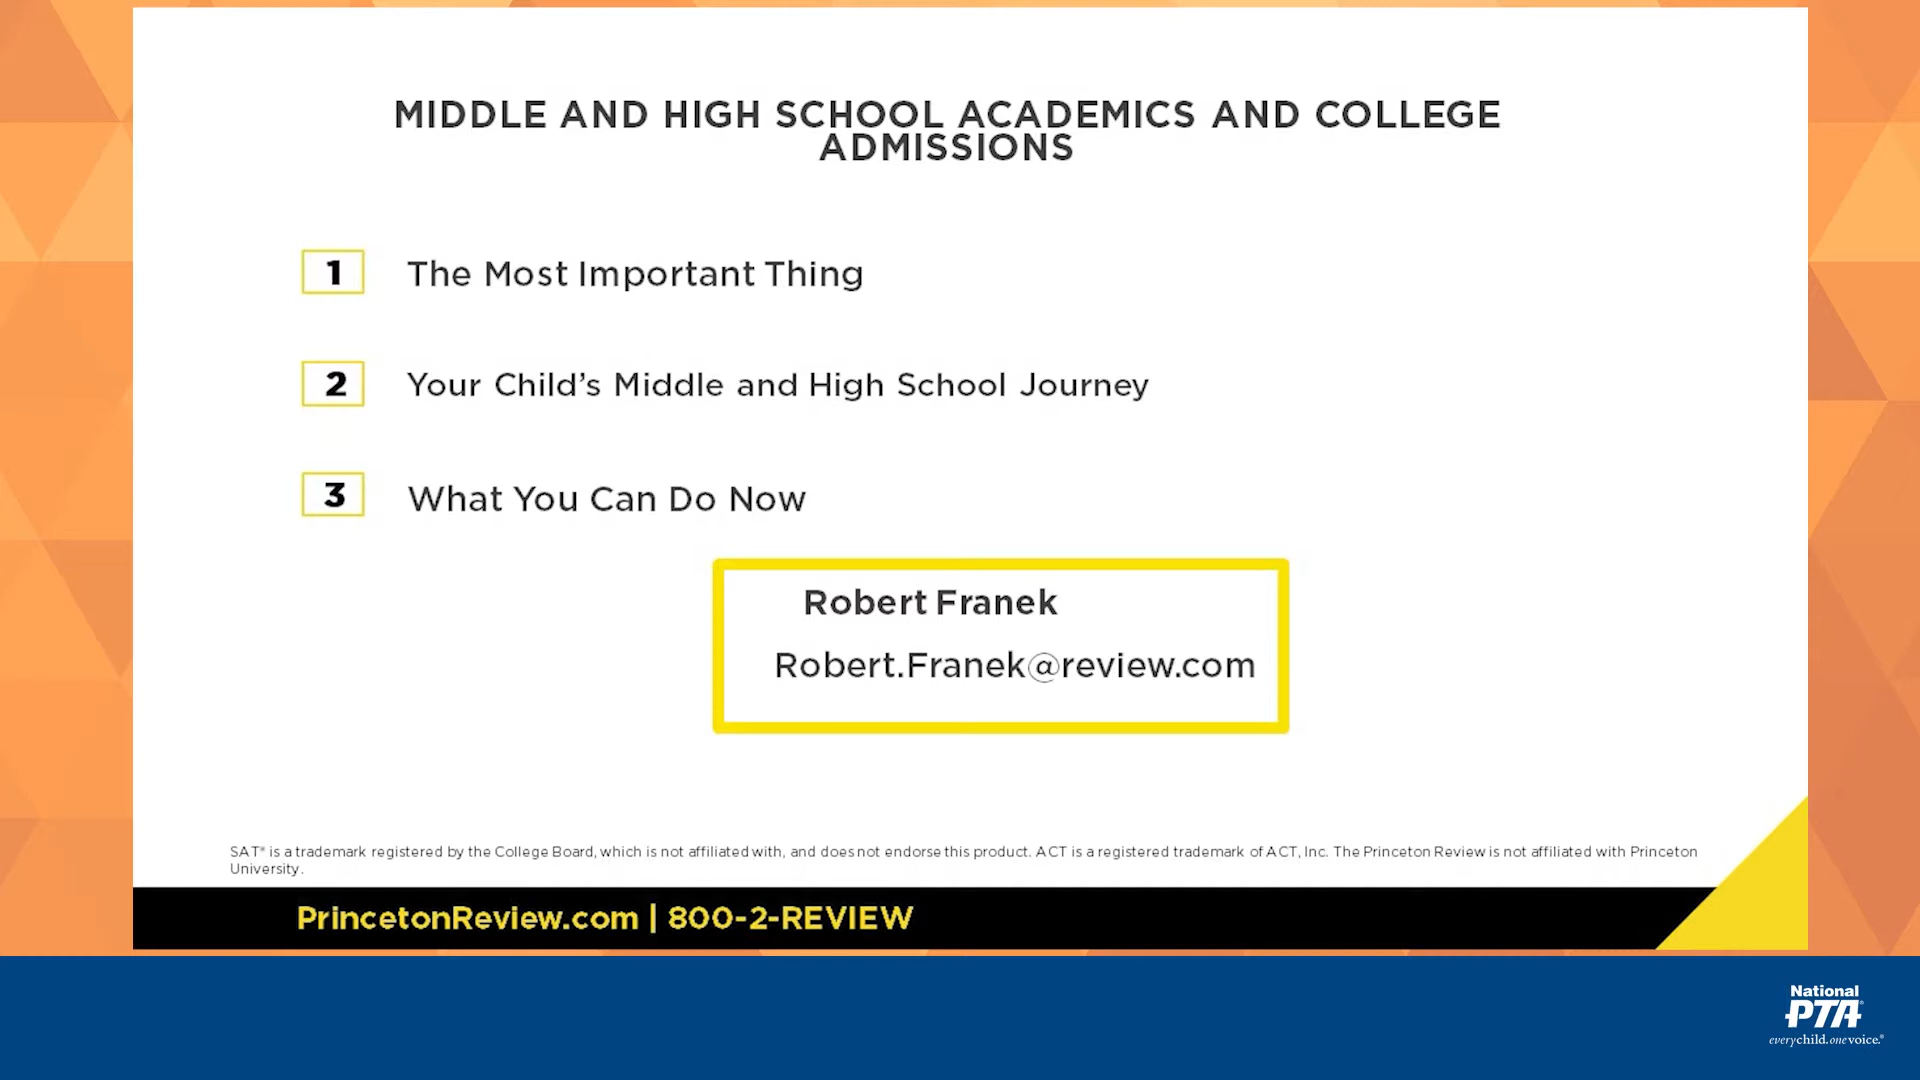 MIDDLE AND HIGH SCHOOL ACADEMICS AND COLLEGE
ADMISSIONS
1 The Most Important Thing
2 Your Child’s Middle and High School Journey
3 What You Can Do Now
Robert Franek
Robert.Franek@review.com
SAT® is a trademark registered by the College Board, which is not affiliated with, and does not endorse this product. ACT is a registered trademark of ACT, Inc. The Princeton Review is not affiliated with Princeton
University.
PrincetonReview.com | 800-2-REVIEW
National
PTA®
everychild.onevoice.®